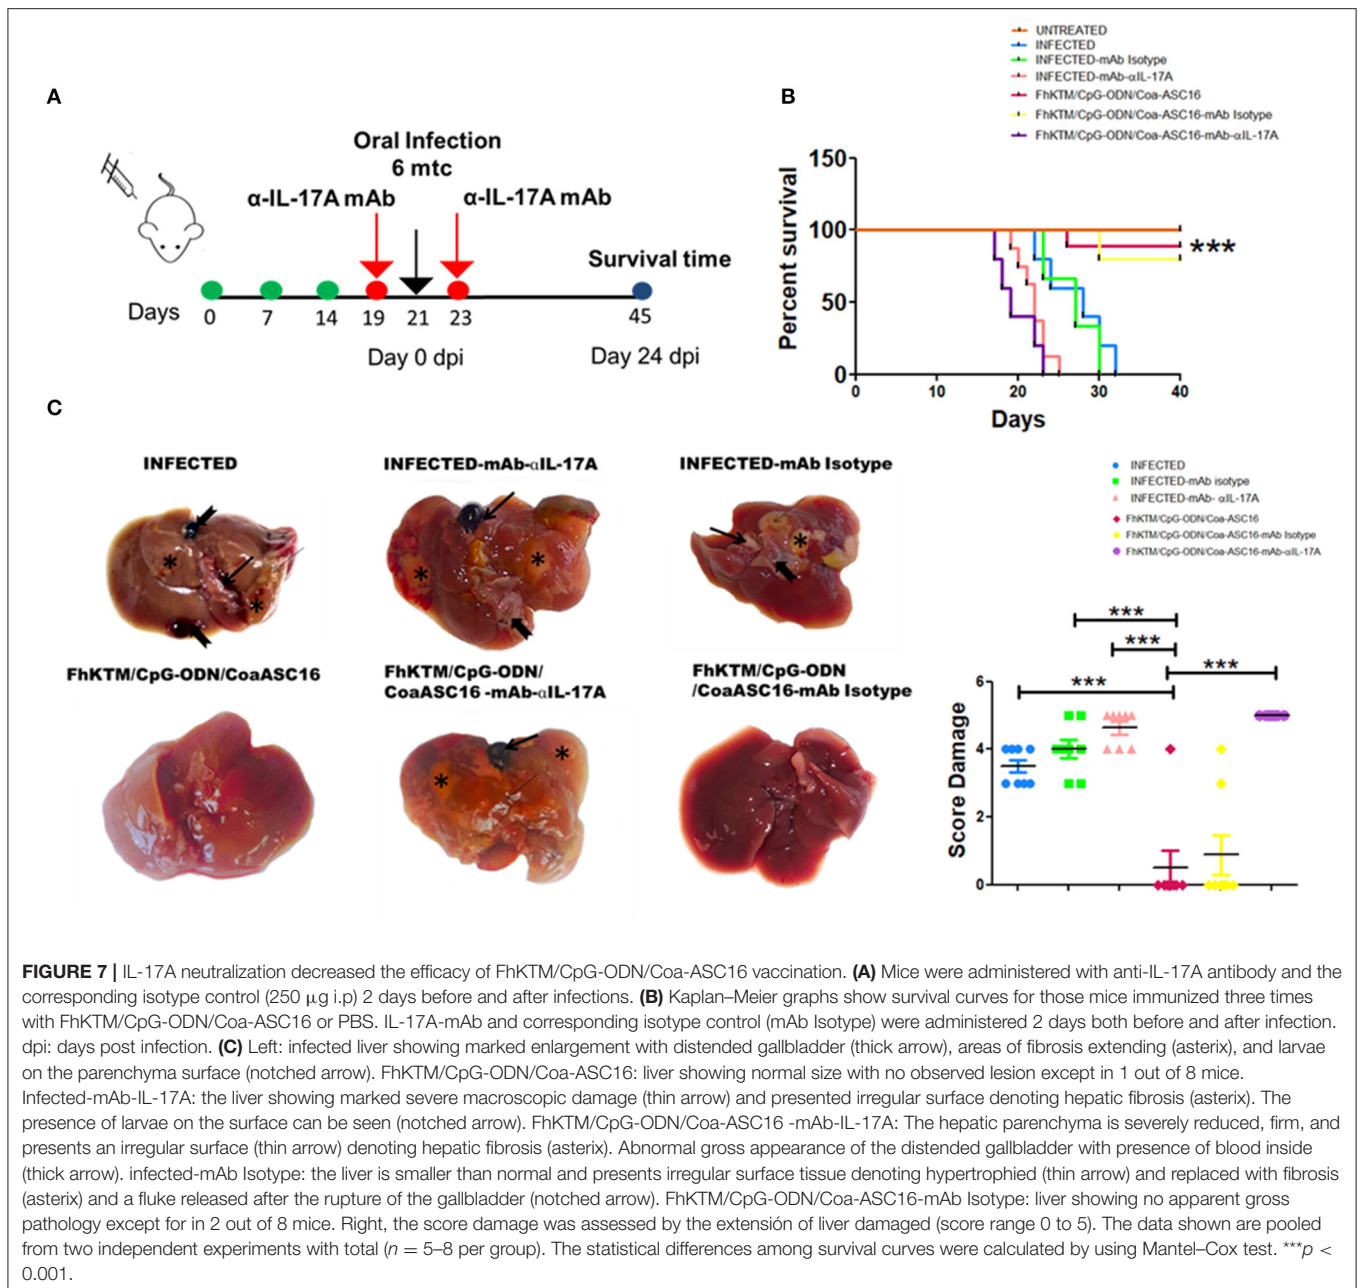 A
Oral Infection
6 mtc
α-IL-17A mAb
α-IL-17A mAb
Survival time
Days
0
7
14
19
21
23
45
Day 0 dpi
Day 24 dpi
B
UNTREATED
INFECTED
INFECTED-mAb Isotype
INFECTED-mAb-αIL-17A
FhKTM/CpG-ODN/Coa-ASC16
FhKTM/CpG-ODN/Coa-ASC16-mAb Isotype
FhKTM/CpG-ODN/Coa-ASC16-mAb-αIL-17A
Percent survival
150
100
50
0
***
0
10
20
30
40
Days
C
INFECTED
INFECTED-mAb-αIL-17A
INFECTED-mAb Isotype
*
*
*
*
*
FhKTM/CpG-ODN/CoaASC16
FhKTM/CpG-ODN/
CoaASC16 -mAb-αIL-17A
FhKTM/CpG-ODN
/CoaASC16-mAb Isotype
*
*
INFECTED
INFECTED-mAb isotype
INFECTED-mAb- αIL-17A
FhKTM/CpG-ODN/Coa-ASC16
FhKTM/CpG-ODN/Coa-ASC16-mAb Isotype
FhKTM/CpG-ODN/Coa-ASC16-mAb-αIL-17A
***
***
***
***
Score Damage
6
4
2
0
FIGURE 7 | IL-17A neutralization decreased the efficacy of FhKTM/CpG-ODN/Coa-ASC16 vaccination. (A) Mice were administered with anti-IL-17A antibody and the
corresponding isotype control (250 μg i.p) 2 days before and after infections. (B) Kaplan–Meier graphs show survival curves for those mice immunized three times
with FhKTM/CpG-ODN/Coa-ASC16 or PBS. IL-17A-mAb and corresponding isotype control (mAb Isotype) were administered 2 days both before and after infection.
dpi: days post infection. (C) Left: infected liver showing marked enlargement with distended gallbladder (thick arrow), areas of fibrosis extending (asterix), and larvae
on the parenchyma surface (notched arrow). FhKTM/CpG-ODN/Coa-ASC16: liver showing normal size with no observed lesion except in 1 out of 8 mice.
Infected-mAb-IL-17A: the liver showing marked severe macroscopic damage (thin arrow) and presented irregular surface denoting hepatic fibrosis (asterix). The
presence of larvae on the surface can be seen (notched arrow). FhKTM/CpG-ODN/Coa-ASC16 -mAb-IL-17A: The hepatic parenchyma is severely reduced, firm, and
presents an irregular surface (thin arrow) denoting hepatic fibrosis (asterix). Abnormal gross appearance of the distended gallbladder with presence of blood inside
(thick arrow). infected-mAb Isotype: the liver is smaller than normal and presents irregular surface tissue denoting hypertrophied (thin arrow) and replaced with fibrosis
(asterix) and a fluke released after the rupture of the gallbladder (notched arrow). FhKTM/CpG-ODN/Coa-ASC16-mAb Isotype: liver showing no apparent gross
pathology except for in 2 out of 8 mice. Right, the score damage was assessed by the extensión of liver damaged (score range 0 to 5). The data shown are pooled
from two independent experiments with total (n = 5–8 per group). The statistical differences among survival curves were calculated by using Mantel–Cox test. ***p <
0.001.